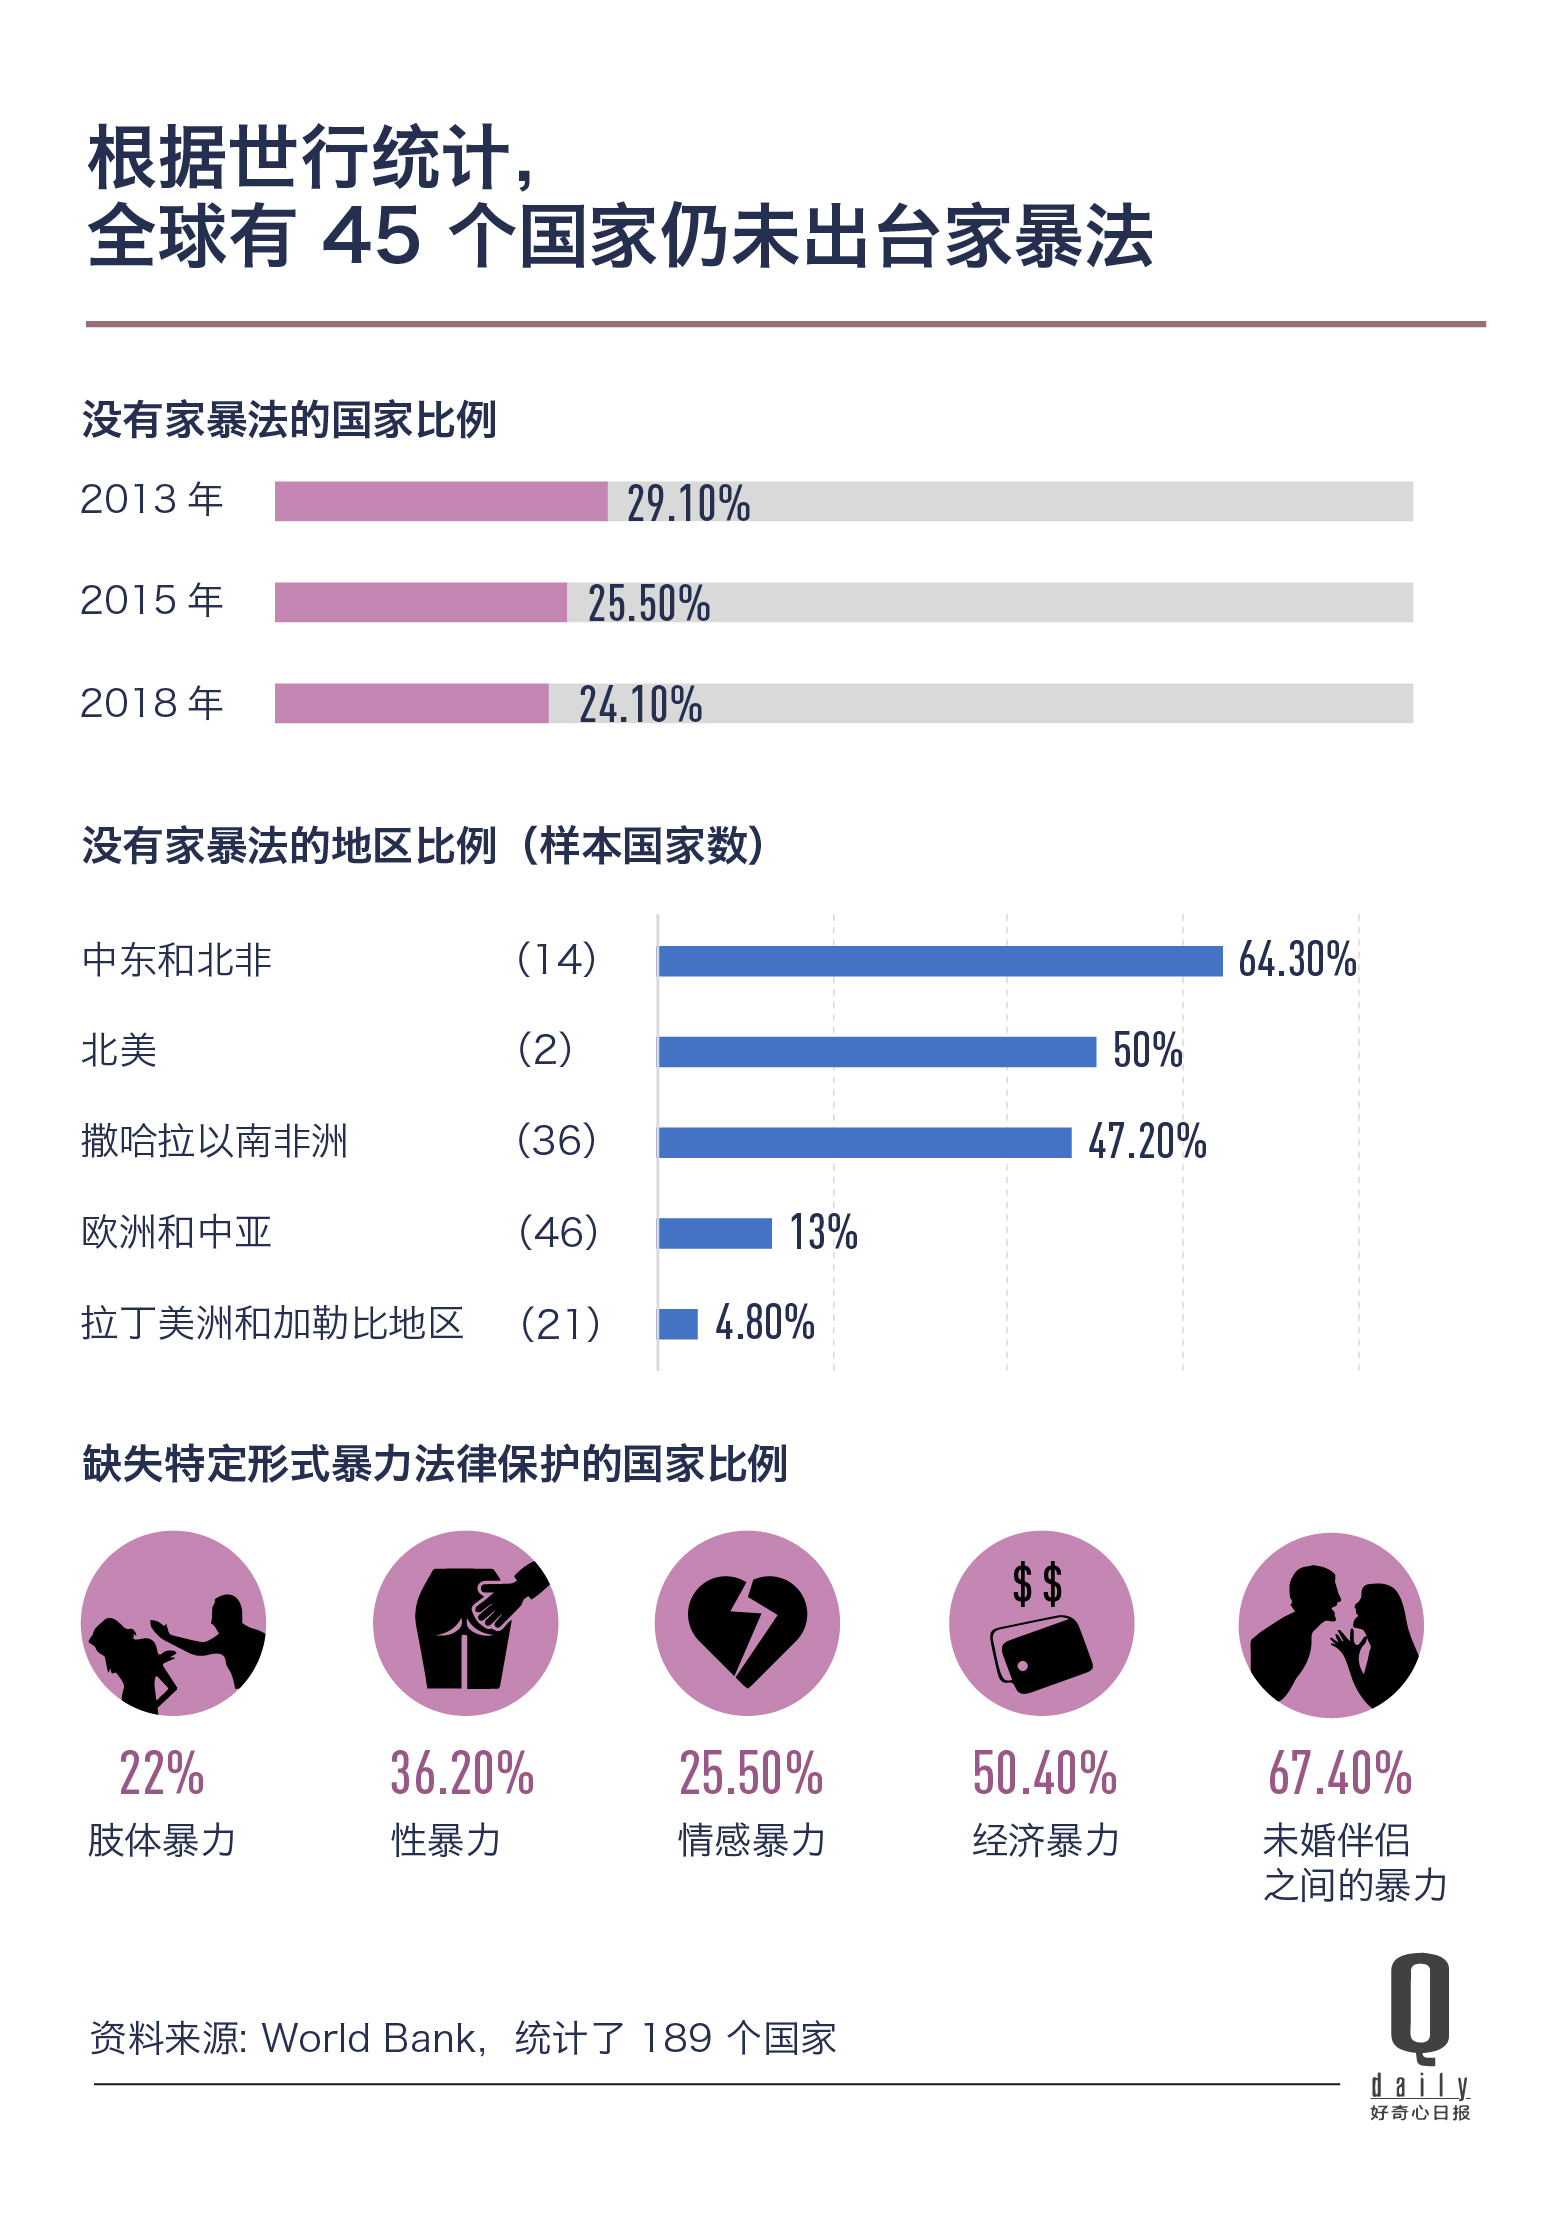 根据世行统计，
全球有 45 个国家仍未出台家暴法
没有家暴法的国家比例
2013 年 29.10%
2015 年 25.50%
2018 年 24.10%
没有家暴法的地区比例（样本国家数）
中东和北非 （14） 64.30%
北美 （2） 50%
撒哈拉以南非洲 （36） 47.20%
欧洲和中亚 （46） 13%
拉丁美洲和加勒比地区 （21） 4.80%
缺失特定形式暴力法律保护的国家比例
$ $
22% 36.20% 25.50% 50.40% 67.40%
肢体暴力 性暴力 情感暴力 经济暴力 未婚伴侣
之间的暴力
资料来源: World Bank，统计了 189 个国家
Q
daily
好奇心日报